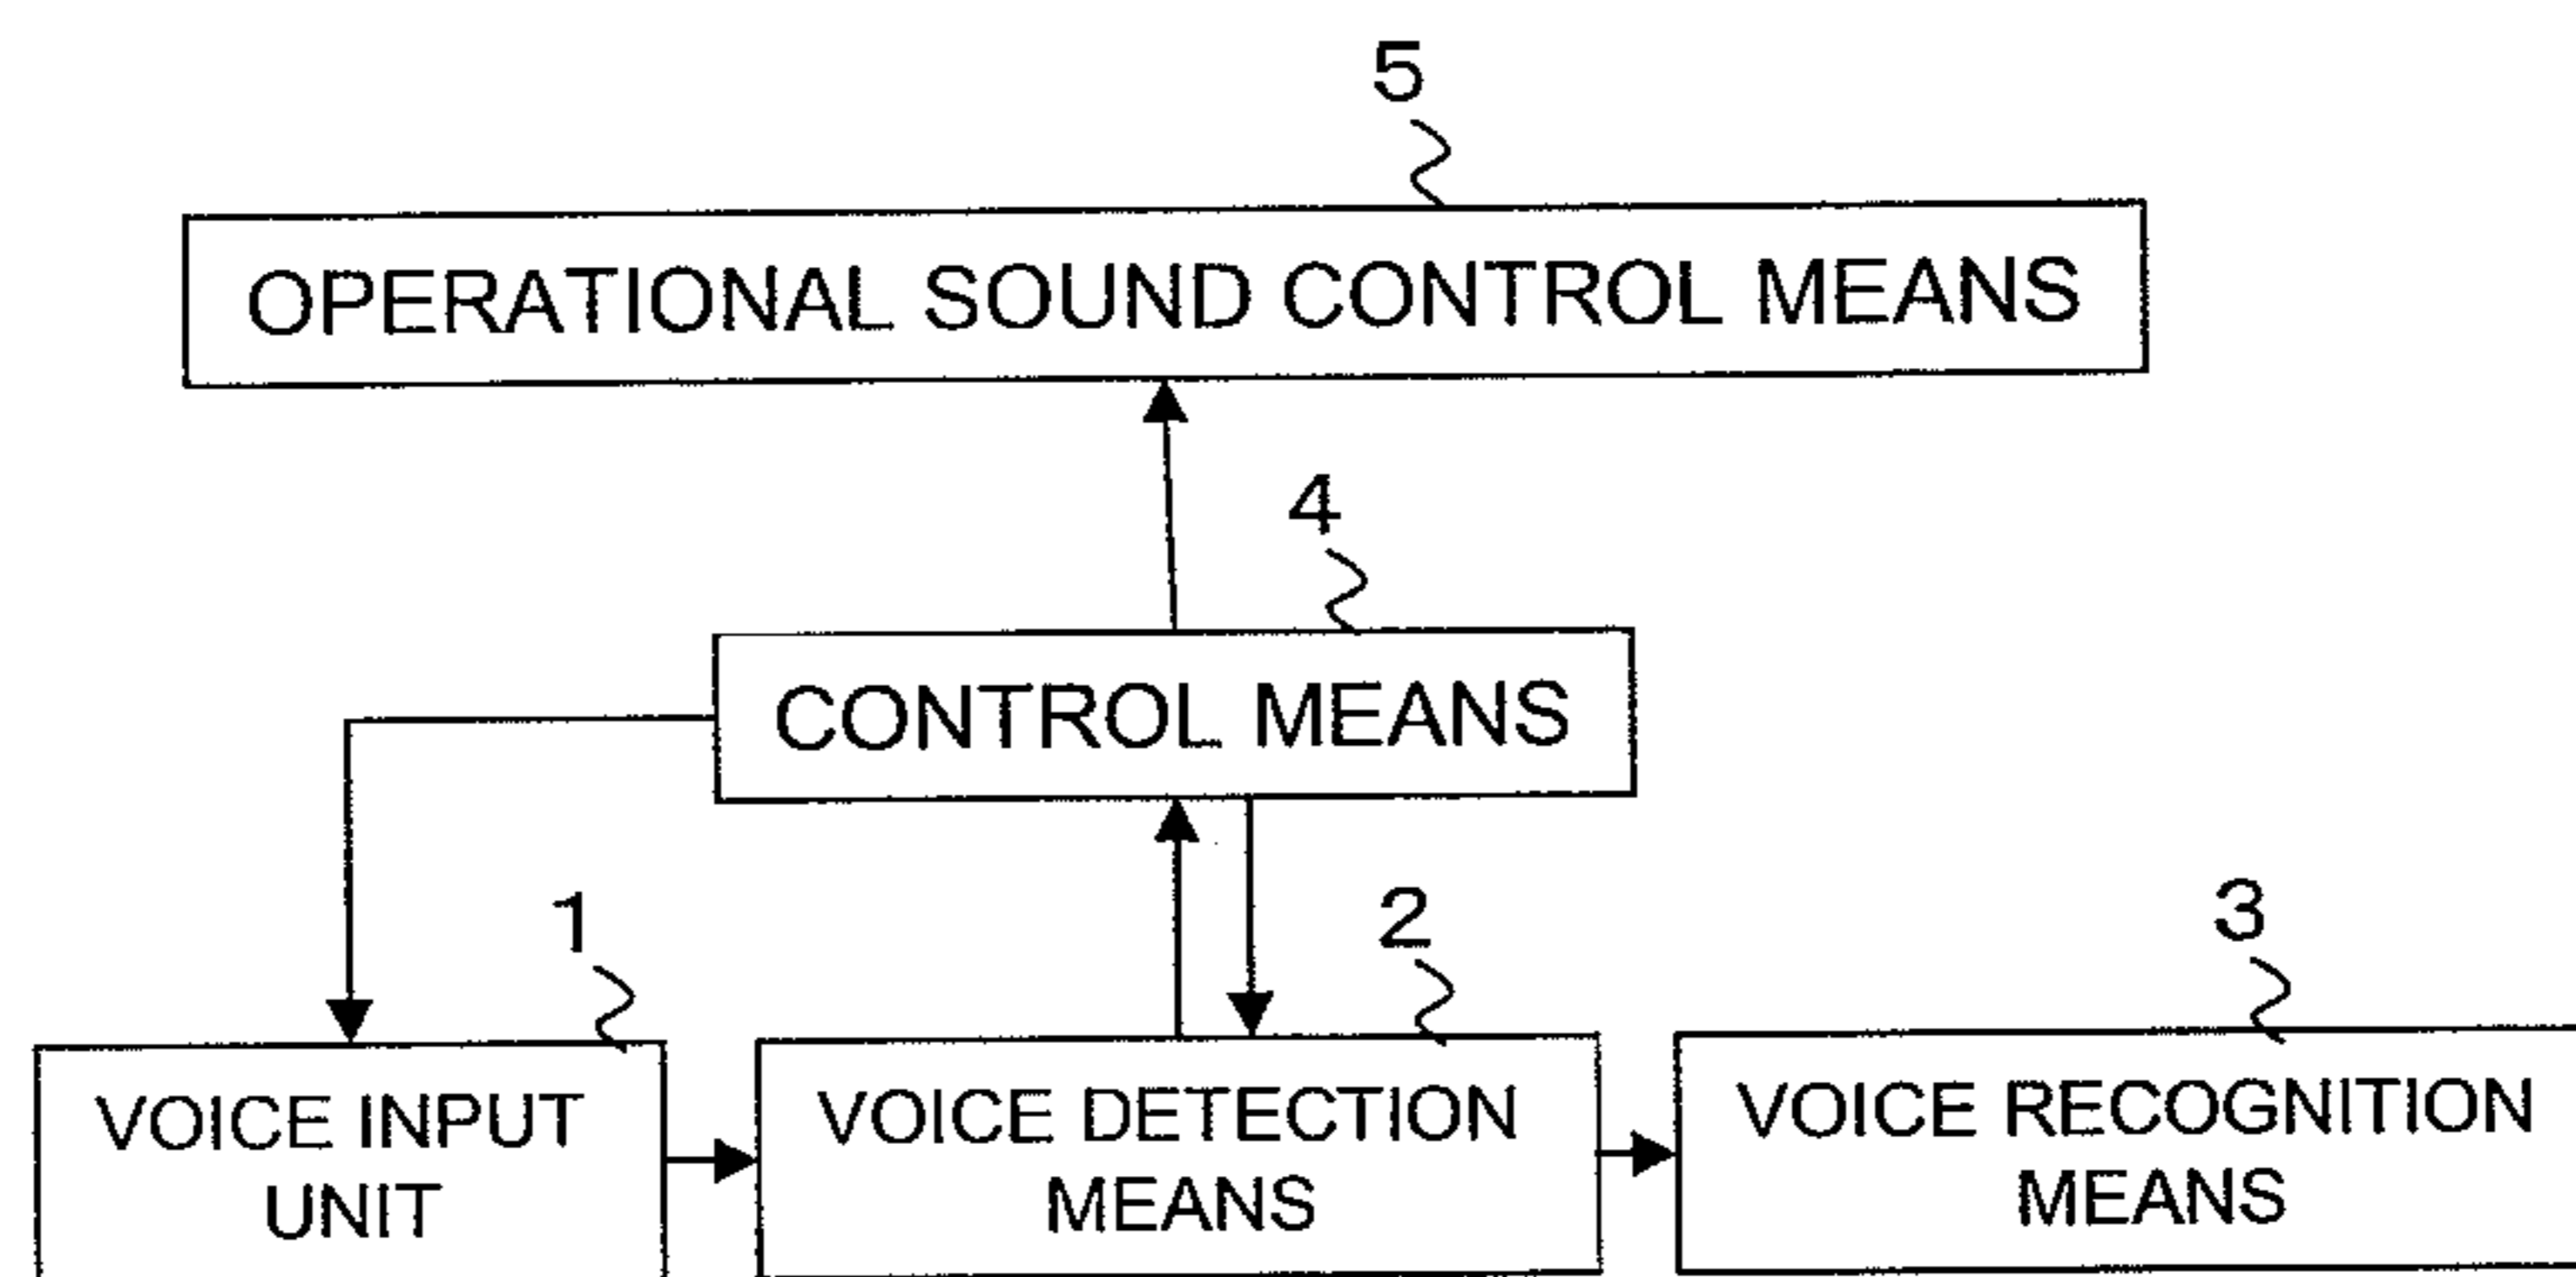 5
OPERATIONAL SOUND CONTROL MEANS
4
CONTROL MEANS
1
2
3
VOICE INPUT
UNIT
VOICE DETECTION
MEANS
VOICE RECOGNITION
MEANS